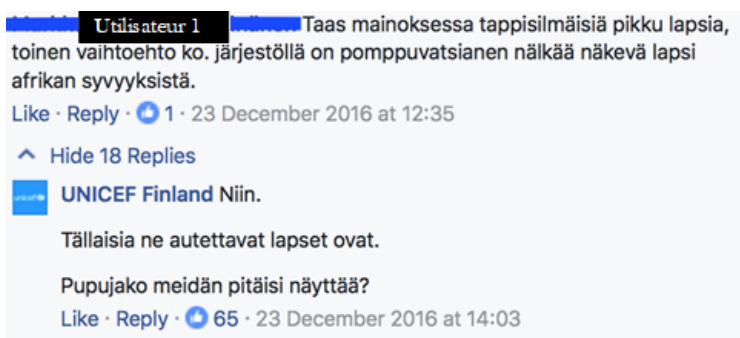 Utilisateur 1 Taas mainoksessa tappisilmäisiä pikku lapsia,
toinen vaihtoehto ko. järjestöllä on pomppuvatsianen nälkää näkevä lapsi
afrikan syvyyksistä.
Like · Reply · 1 · 23 December 2016 at 12:35
Hide 18 Replies
unicef UNICEF Finland Niin.
Tällaisia ne autettavat lapset ovat.
Pupujako meidän pitäisi näyttää?
Like · Reply · 65 · 23 December 2016 at 14:03